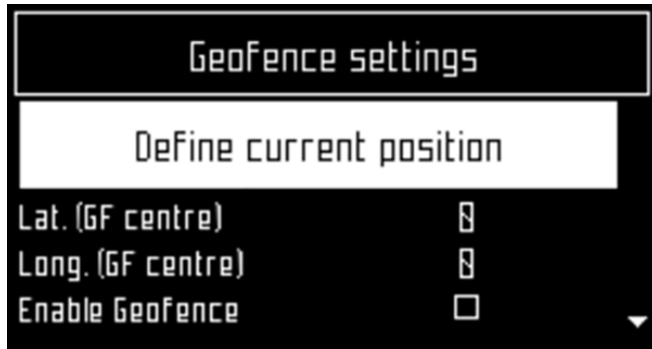 Geofence settings
Define current position
Lat. (GF centre) 0
Long. (GF centre) 0
Enable Geofence